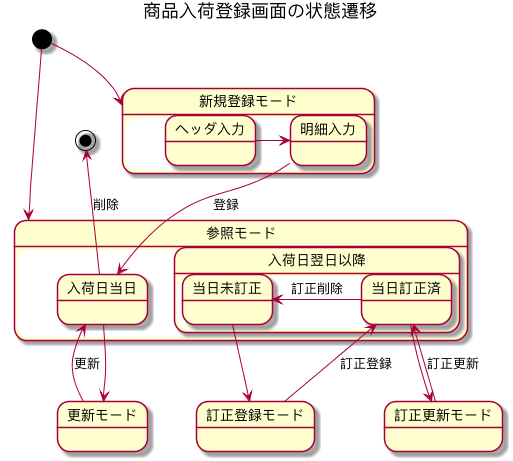 商品入荷登録画面の状態遷移
新規登録モード
ヘッダ入力
明細入力
削除
登録
参照モード
入荷日翌日以降
入荷日当日
当日未訂正
訂正削除
当日訂正済
更新
訂正登録
訂正更新
更新モード
訂正登録モード
訂正更新モード